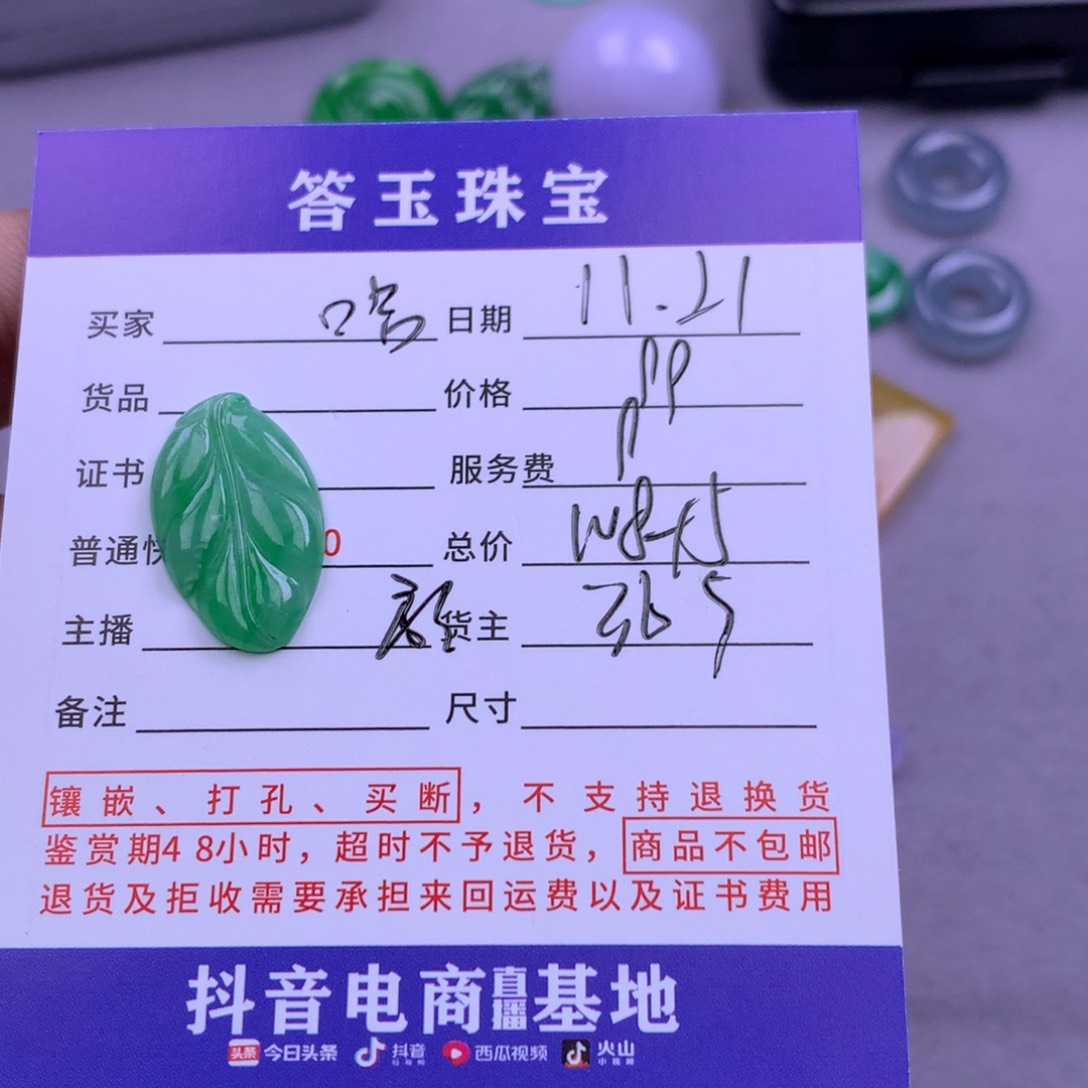 答玉珠宝
买家 日期 11.21
货品 价格
证书 服务费
普通快 0 总价
主播 货主
备注 尺寸
镶嵌、打孔、买断，不支持退换货
鉴赏期48小时，超时不予退货，商品不包邮
退货及拒收需要承担来回运费以及证书费用
抖音电商直播基地
头条 今日头条 抖音 西瓜视频 火山